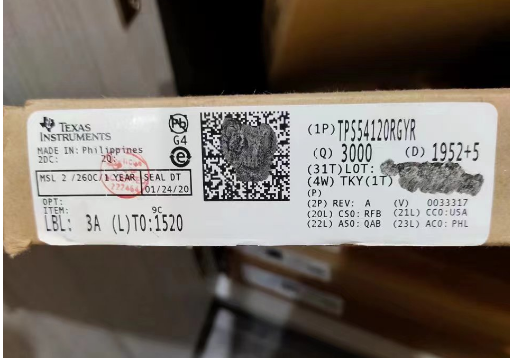 TEXAS
INSTRUMENTS
MADE IN: Philippines
2DC: 2Q:
G4
MSL 2 /260C/1 YEAR SEAL DT
01/24/20
OPT:
ITEM: 9C
LBL: 3A (L)TO:1520
(1P) TPS54120RGYR
(Q) 3000 (D) 1952+5
(31T)LOT:
(4W) TKY(1T)
(P)
(2P) REV: A (V) 0033317
(20L) CSO: RFB (21L) CCO:USA
(22L) ASO: QAB (23L) ACO: PHL